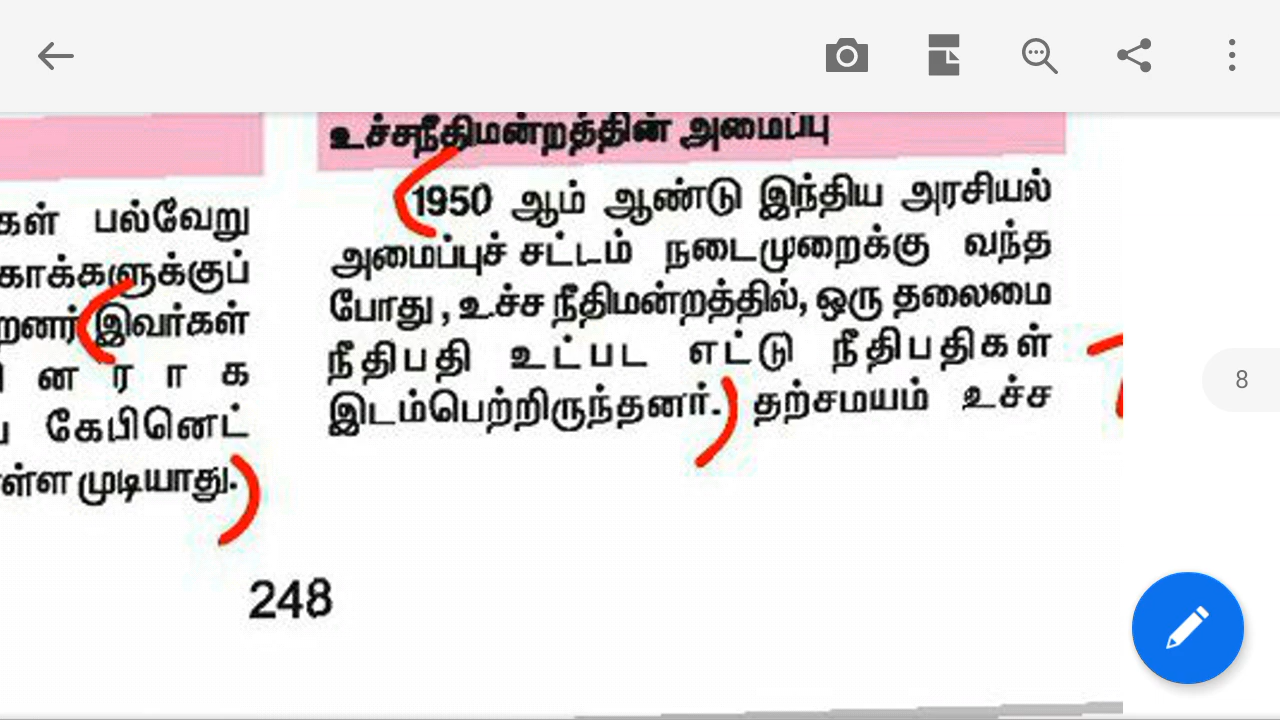 கள் பல்வேறு
காக்களுக்குப்
றனர் இவர்கள்
ன ர ா க
கேபினெட்
ள்ள முடியாது.
உச்சநீதிமன்றத்தின் அமைப்பு
1950 ஆம் ஆண்டு இந்திய அரசியல்
அமைப்புச் சட்டம் நடைமுறைக்கு வந்த
போது , உச்ச நீதிமன்றத்தில், ஒரு தலைமை
நீதிபதி உட்பட எட்டு நீதிபதிகள்
இடம்பெற்றிருந்தனர். தற்சமயம் உச்ச
248
8